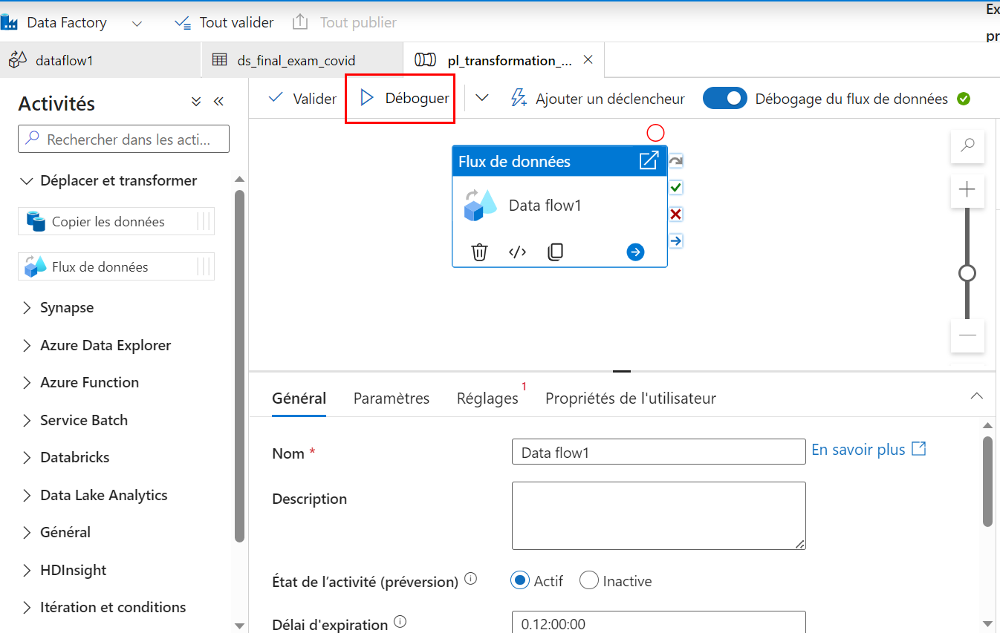 Data Factory
Tout valider
Tout publier
Ex
pr
dataflow1
ds_final_exam_covid
pl_transformation_...
Activités
Rechercher dans les acti...
Déplacer et transformer
Copier les données
Flux de données
Synapse
Azure Data Explorer
Azure Function
Service Batch
Databricks
Data Lake Analytics
Général
HDInsight
Itération et conditions
Valider
Déboguer
Ajouter un déclencheur
Débogage du flux de données
Flux de données
Data flow1
Général
Paramètres
Réglages 1
Propriétés de l'utilisateur
Nom *
Data flow1
En savoir plus
Description
État de l’activité (préversion)
Actif
Inactive
Délai d'expiration
0.12:00:00